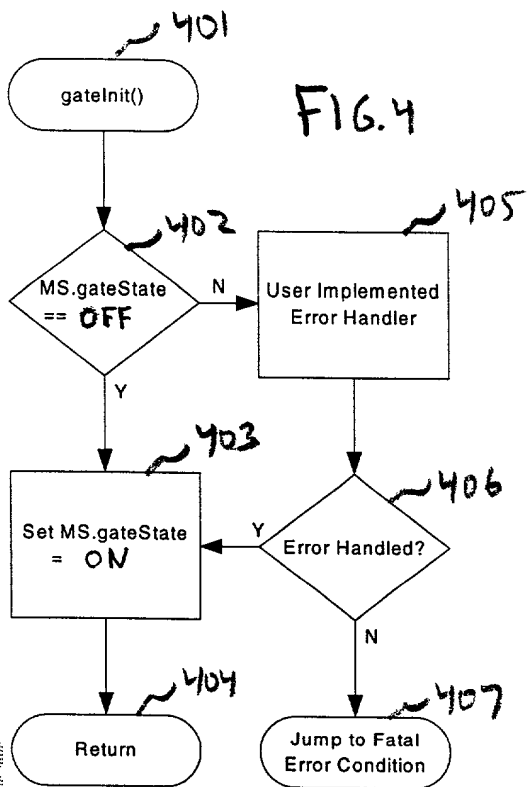 401
gateInit()
FIG. 4
402
MS.gateState
== OFF
N
Y
405
User Implemented
Error Handler
403
Set MS.gateState
= ON
406
Error Handled?
Y
N
404
Return
407
Jump to Fatal
Error Condition